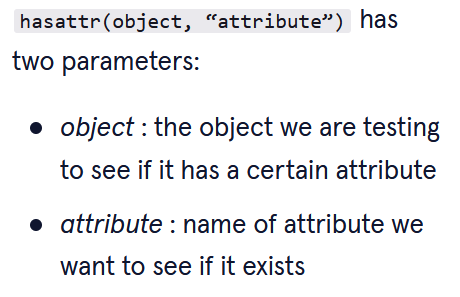 hasattr(object, “attribute”) has
two parameters:
● object : the object we are testing
to see if it has a certain attribute
● attribute : name of attribute we
want to see if it exists